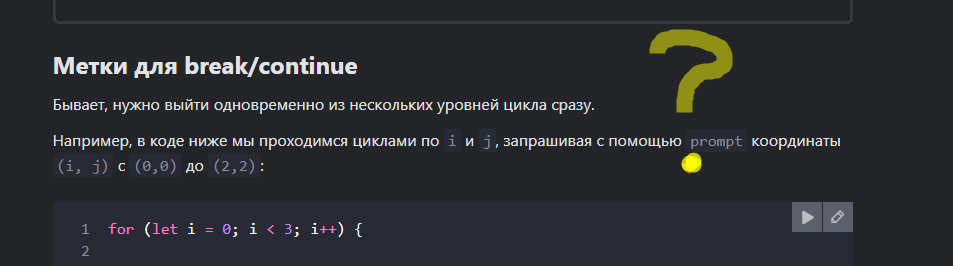 Метки для break/continue
Бывает, нужно выйти одновременно из нескольких уровней цикла сразу.
Например, в коде ниже мы проходимся циклами по i и j, запрашивая с помощью prompt координаты
(i, j) с (0,0) до (2,2):
1 for (let i = 0; i < 3; i++) {
2